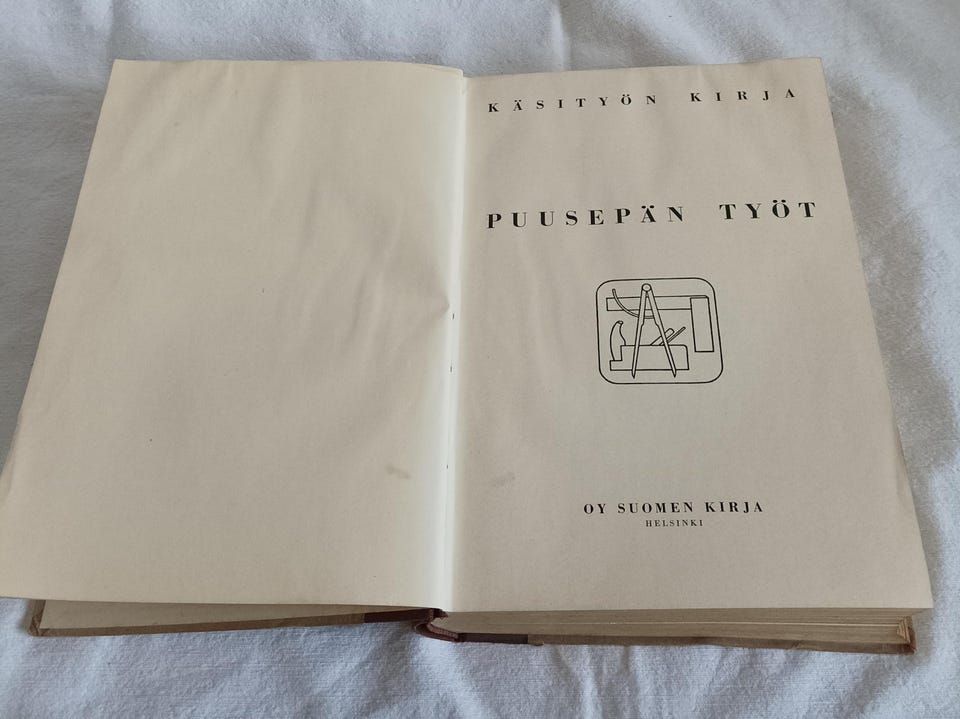 KÄSITYÖN KIRJA
PUUSEPÄN TYÖT
OY SUOMEN KIRJA
HELSINKI